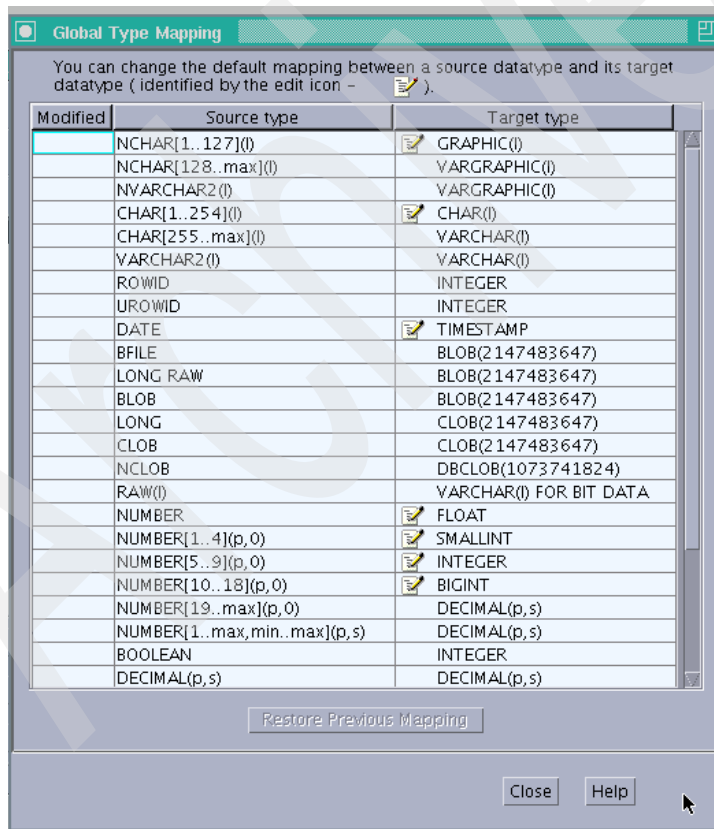 Global Type Mapping
You can change the default mapping between a source datatype and its target
datatype ( identified by the edit icon – ).
Modified Source type Target type
NCHAR[1..127](l) GRAPHIC(l)
NCHAR[128..max](l) VARGRAPHIC(l)
NVARCHAR2(l) VARGRAPHIC(l)
CHAR[1..254](l) CHAR(l)
CHAR[255..max](l) VARCHAR(l)
VARCHAR2(l) VARCHAR(l)
ROWID INTEGER
UROWID INTEGER
DATE TIMESTAMP
BFILE BLOB(2147483647)
LONG RAW BLOB(2147483647)
BLOB BLOB(2147483647)
LONG CLOB(2147483647)
CLOB CLOB(2147483647)
NCLOB DBCLOB(1073741824)
RAW(l) VARCHAR(l) FOR BIT DATA
NUMBER FLOAT
NUMBER[1..4](p,0) SMALLINT
NUMBER[5..9](p,0) INTEGER
NUMBER[10..18](p,0) BIGINT
NUMBER[19..max](p,0) DECIMAL(p,s)
NUMBER[1..max,min..max](p,s) DECIMAL(p,s)
BOOLEAN INTEGER
DECIMAL(p,s) DECIMAL(p,s)
Restore Previous Mapping
Close Help